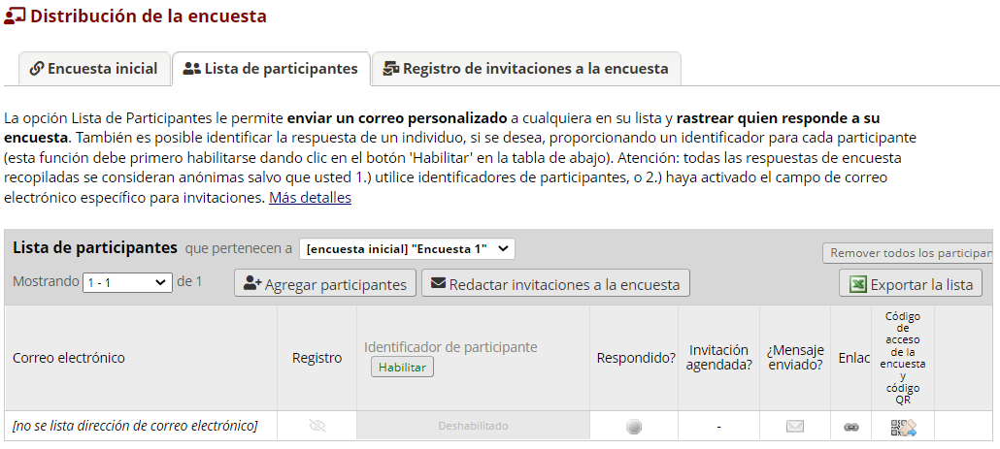 Distribución de la encuesta
Encuesta inicial
Lista de participantes
Registro de invitaciones a la encuesta
La opción Lista de Participantes le permite enviar un correo personalizado a cualquiera en su lista y rastrear quien responde a su
encuesta. También es posible identificar la respuesta de un individuo, si se desea, proporcionando un identificador para cada participante
(esta función debe primero habilitarse dando clic en el botón 'Habilitar' en la tabla de abajo). Atención: todas las respuestas de encuesta
recopiladas se consideran anónimas salvo que usted 1.) utilice identificadores de participantes, o 2.) haya activado el campo de correo
electrónico específico para invitaciones. Más detalles
Lista de participantes que pertenecen a [encuesta inicial] "Encuesta 1"
Remover todos los participan
Mostrando 1 - 1 de 1
Agregar participantes
Redactar invitaciones a la encuesta
Exportar la lista
Correo electrónico
Registro
Identificador de participante
Habilitar
Respondido?
Invitación
agendada?
¿Mensaje
enviado?
Enlac
Código
de
acceso
de la
encuesta
y
código
QR
[no se lista dirección de correo electrónico]
Deshabilitado
-